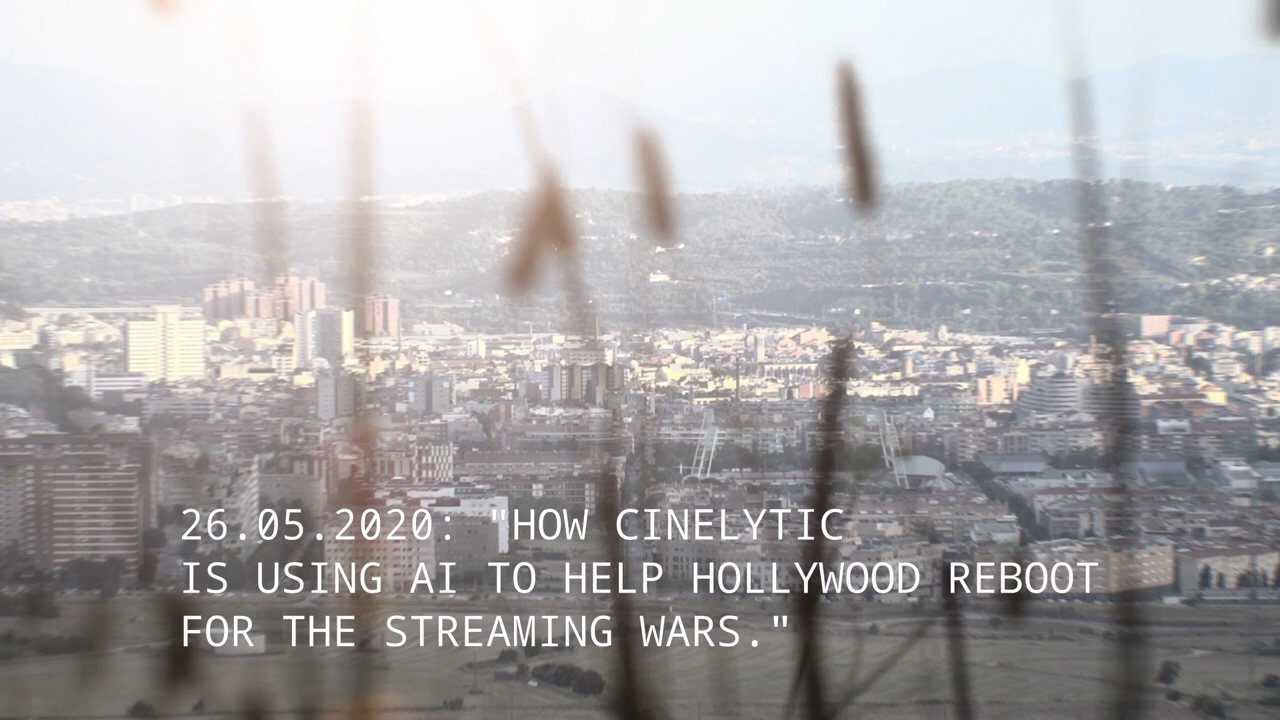 26.05.2020: "HOW CINELYTIC
IS USING AI TO HELP HOLLYWOOD REBOOT
FOR THE STREAMING WARS."